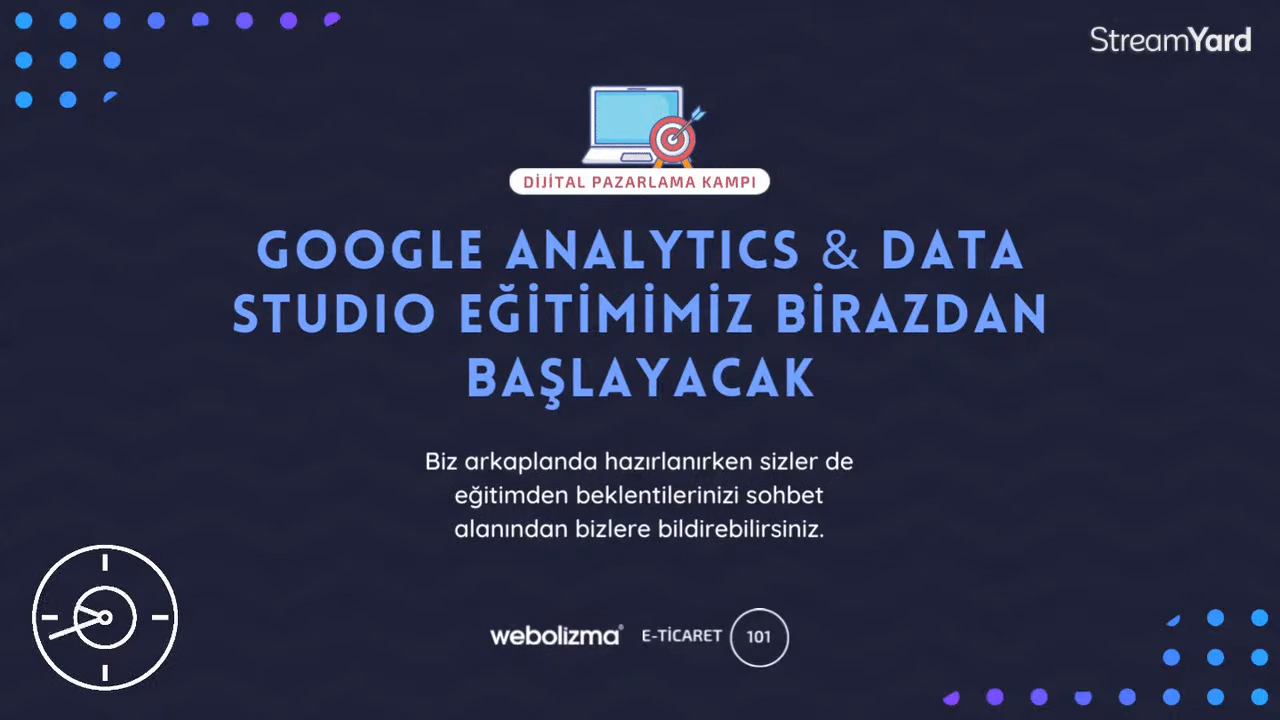 StreamYard
DİJİTAL PAZARLAMA KAMPI
GOOGLE ANALYTICS & DATA
STUDIO EĞİTİMİMİZ BİRAZDAN
BAŞLAYACAK
Biz arkaplanda hazırlanırken sizler de
eğitimden beklentilerinizi sohbet
alanından bizlere bildirebilirsiniz.
webolizma® E-TİCARET 101